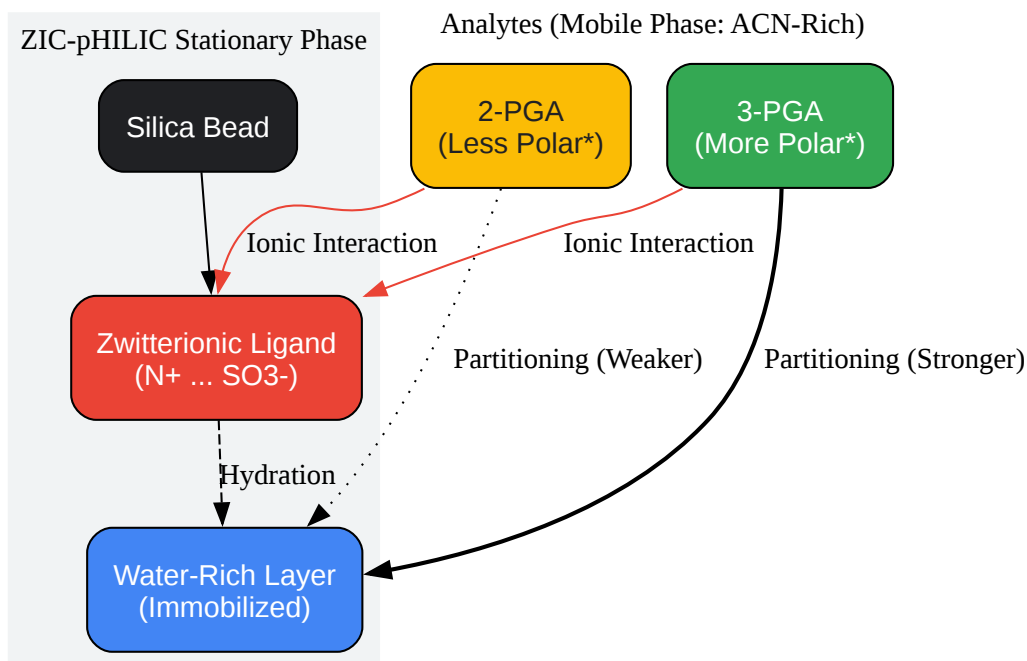 ZIC-pHILIC Stationary Phase
Analytes (Mobile Phase: ACN-Rich)
Silica Bead
2-PGA
(Less Polar*)
3-PGA
(More Polar*)
Ionic Interaction
Ionic Interaction
Zwitterionic Ligand
(N+ ... SO3-)
Partitioning (Weaker)
Partitioning (Stronger)
Hydration
Water-Rich Layer
(Immobilized)